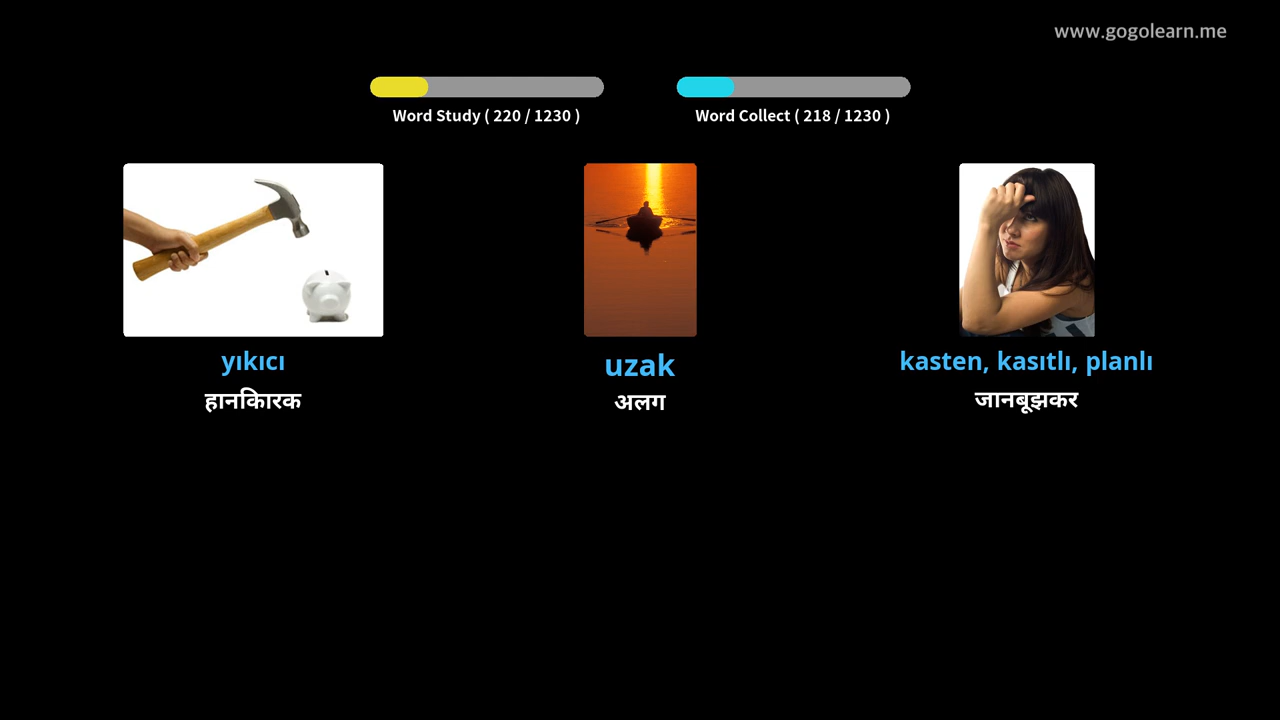 www.gogolearn.me
Word Study ( 220 / 1230 )
Word Collect ( 218 / 1230 )
yıkıcı
uzak
kasten, kasıtlı, planlı
हानिकारक
अलग
जानबूझकर